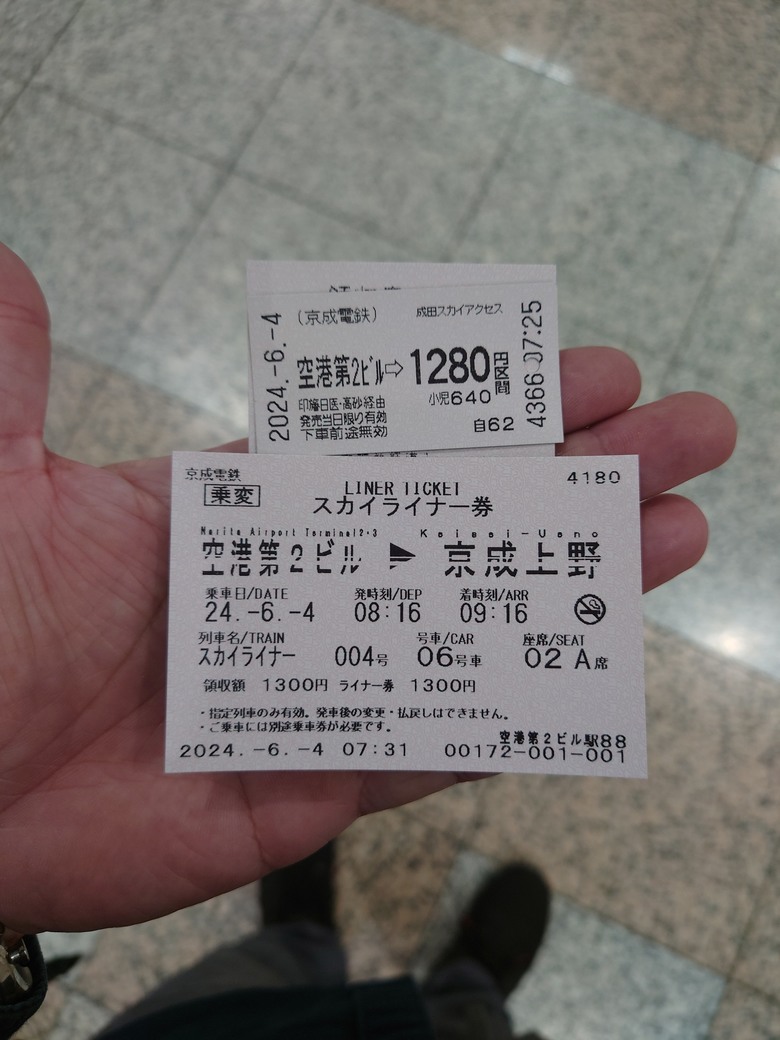 2024.-6.-4
(京成電鉄)
成田スカイアクセス
空港第2ビル⇨1280円区間
小児640
印旛日医・高砂経由
発売当日限り有効
下車前途無効
自62
4366 07:25
京成電鉄
4180
乗変
LINER TICKET
スカイライナー券
Narita Airport Terminal2・3
Keisei-Ueno
空港第2ビル ▶ 京成上野
乗車日/DATE 発時刻/DEP 着時刻/ARR
24.-6.-4 08:16 09:16
列車名/TRAIN 号車/CAR 座席/SEAT
スカイライナー 004号 06号車 02 A席
領収額 1300円 ライナー券 1300円
・指定列車のみ有効。発車後の変更・払戻しはできません。
・ご乗車には別途乗車券が必要です。
空港第2ビル駅88
2024.-6.-4 07:31 00172-001-001